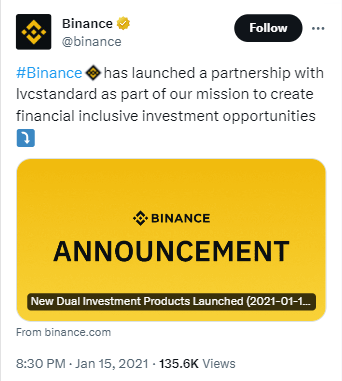 Binance
@binance
Follow
#Binance has launched a partnership with
lvcstandard as part of our mission to create
financial inclusive investment opportunities
BINANCE
ANNOUNCEMENT
New Dual Investment Products Launched (2021-01-1...
From binance.com
8:30 PM · Jan 15, 2021 · 135.6K Views